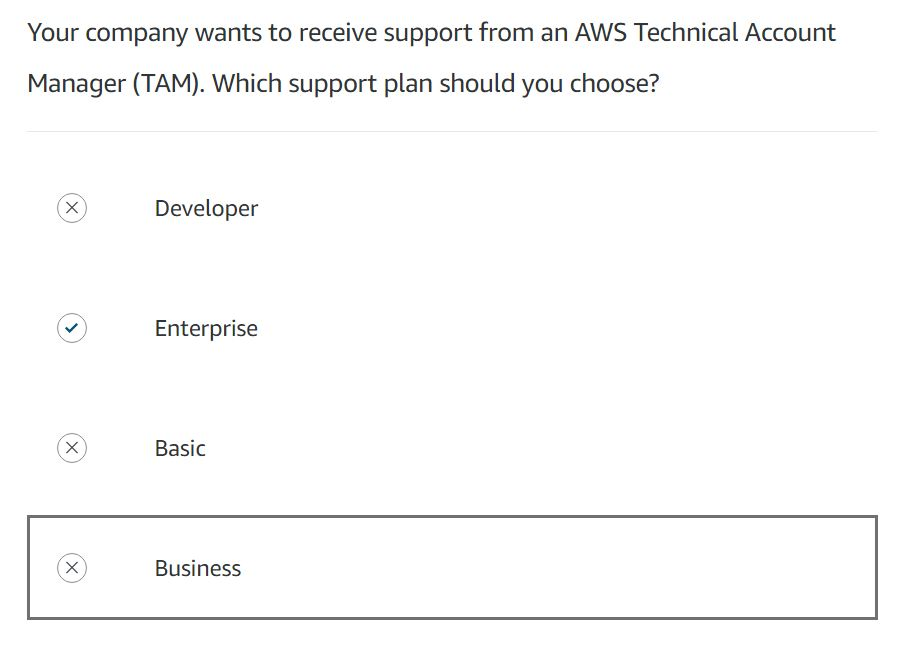 Your company wants to receive support from an AWS Technical Account
Manager (TAM). Which support plan should you choose?
Developer
Enterprise
Basic
Business